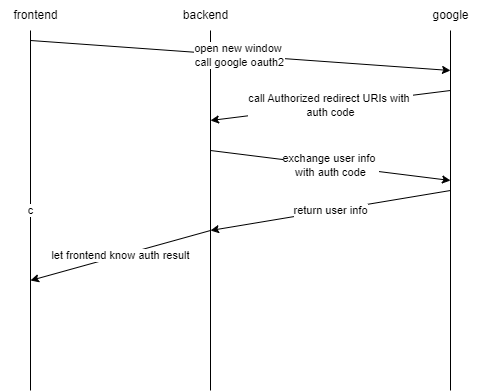 frontend
backend
google
open new window
call google oauth2
call Authorized redirect URIs with
auth code
exchange user info
with auth code
c
return user info
let frontend know auth result